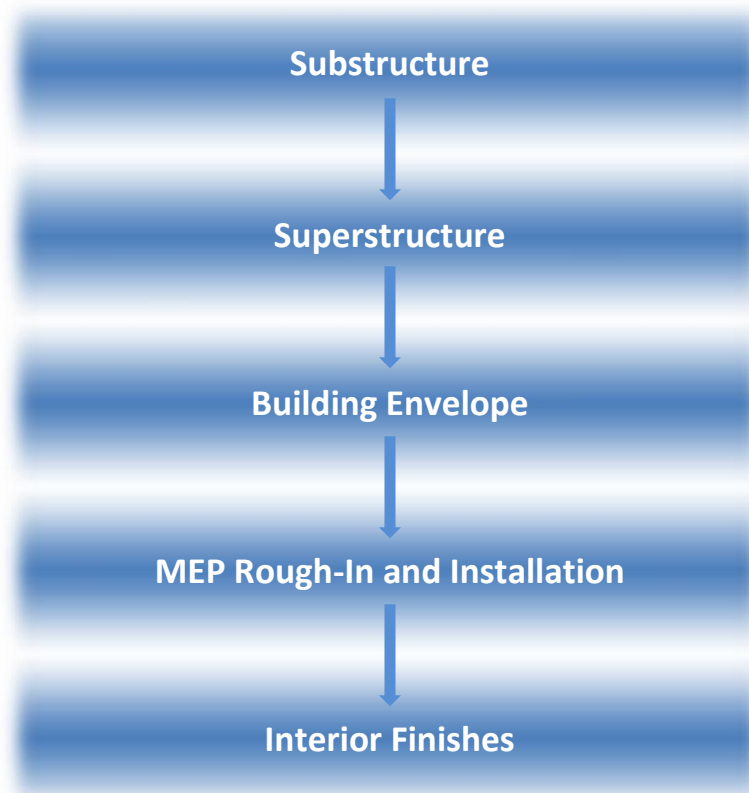 Substructure
Superstructure
Building Envelope
MEP Rough-In and Installation
Interior Finishes